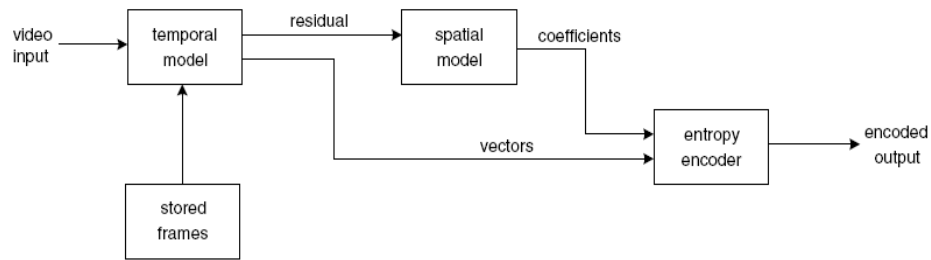 video
input
temporal
model
residual
spatial
model
coefficients
vectors
entropy
encoder
encoded
output
stored
frames